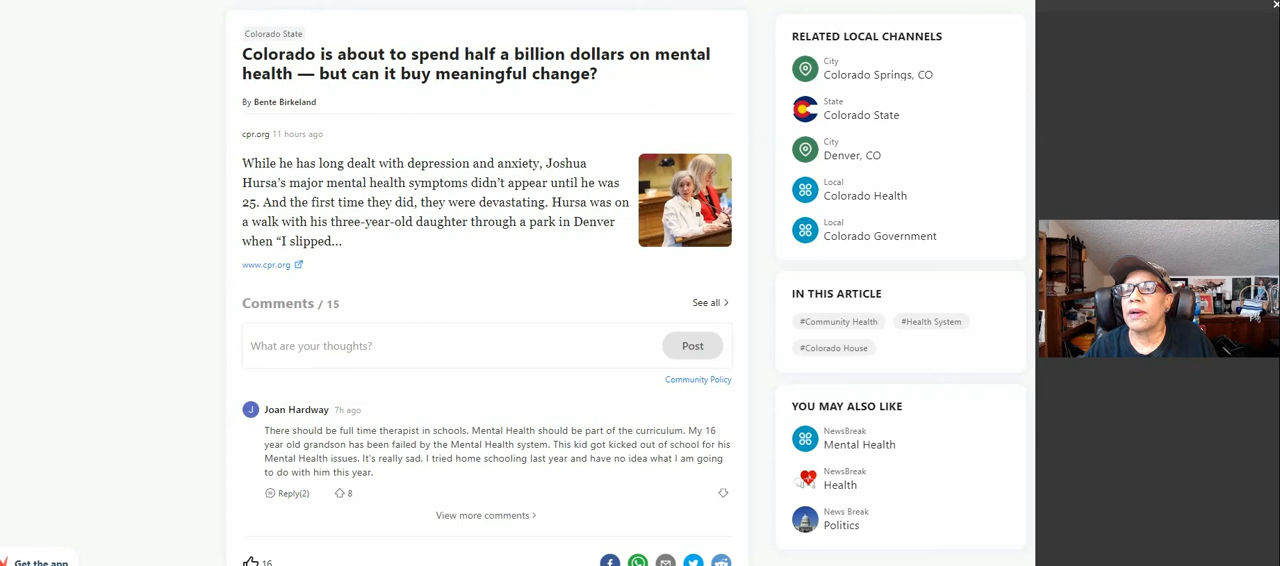 Colorado State
Colorado is about to spend half a billion dollars on mental
health — but can it buy meaningful change?
By Bente Birkeland
cpr.org 11 hours ago
While he has long dealt with depression and anxiety, Joshua
Hursa’s major mental health symptoms didn’t appear until he was
25. And the first time they did, they were devastating. Hursa was on
a walk with his three-year-old daughter through a park in Denver
when “I slipped...
www.cpr.org
Comments / 15
See all >
What are your thoughts?
Post
Community Policy
J
Joan Hardway 7h ago
There should be full time therapist in schools. Mental Health should be part of the curriculum. My 16
year old grandson has been failed by the Mental Health system. This kid got kicked out of school for his
Mental Health issues. It's really sad. I tried home schooling last year and have no idea what I am going
to do with him this year.
Reply(2)
8
View more comments >
16
Get the app
RELATED LOCAL CHANNELS
City
Colorado Springs, CO
State
Colorado State
City
Denver, CO
Local
Colorado Health
Local
Colorado Government
IN THIS ARTICLE
#Community Health
#Health System
#Colorado House
YOU MAY ALSO LIKE
NewsBreak
Mental Health
NewsBreak
Health
News Break
Politics